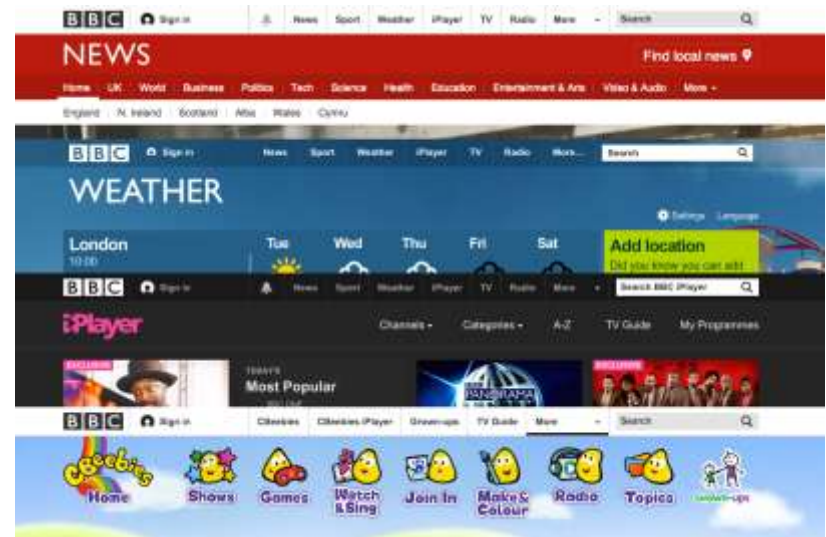 BBC Sign in News Sport Weather iPlayer TV Radio More Search
NEWS Find local news
Home UK World Business Politics Tech Science Health Education Entertainment & Arts Video & Audio More
England N. Ireland Scotland Alba Wales Cymru
BBC Sign in News Sport Weather iPlayer TV Radio More... Search
WEATHER
Settings Language
London Tue Wed Thu Fri Sat Add location
10:00 Did you know you can add
BBC Sign in News Sport Weather iPlayer TV Radio More Search BBC iPlayer
iPlayer Channels Categories A-Z TV Guide My Programmes
EXCLUSIVE TODAY'S PANORAMA EXCLUSIVE
Most Popular
BBC Sign in CBeebies CBeebies iPlayer Grown-ups TV Guide More Search
CBeebies
Home Shows Games Watch & Sing Join In Make & Colour Radio Topics Grown-ups